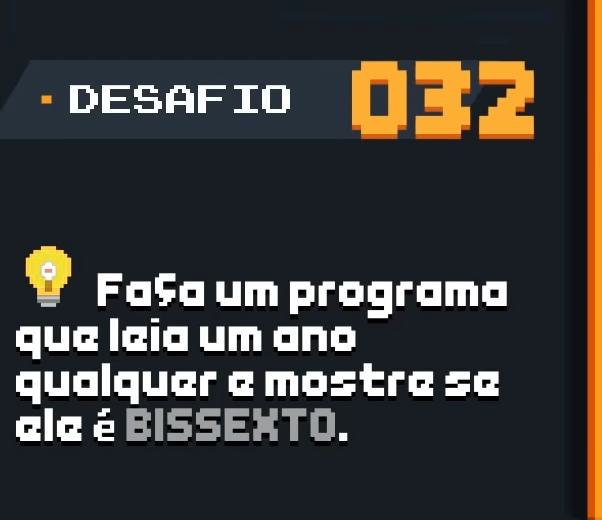 · DESAFIO 032
Faça um programa
que leia um ano
qualquer e mostre se
ele é BISSEXTO.